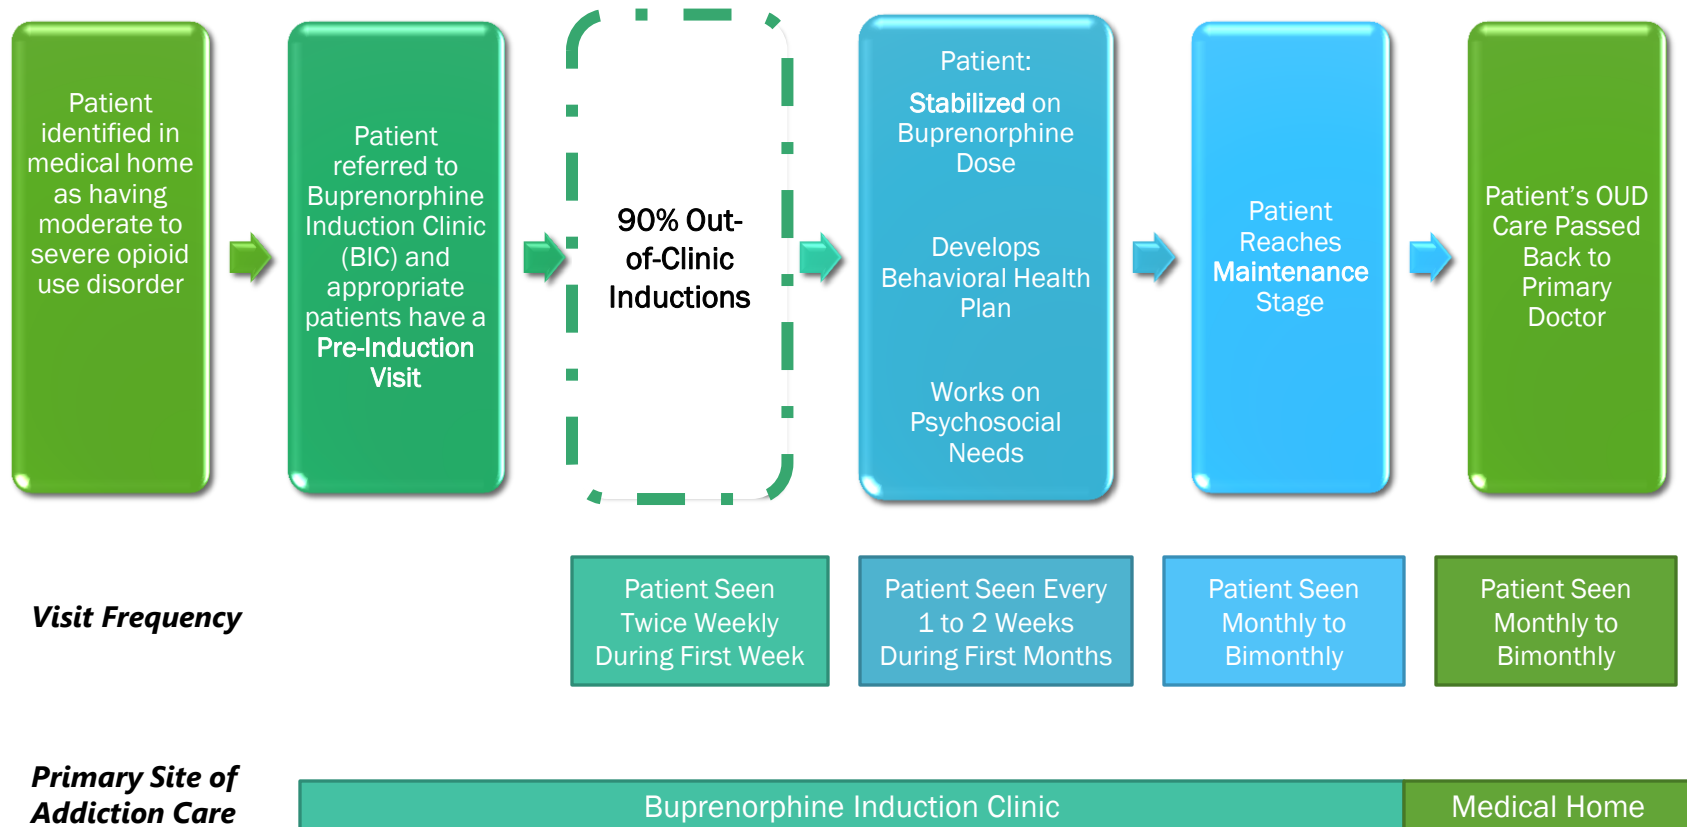 Patient
identified in
medical home
as having
moderate to
severe opioid
use disorder
Patient
referred to
Buprenorphine
Induction Clinic
(BIC) and
appropriate
patients have a
Pre-Induction
Visit
90% Out-
of-Clinic
Inductions
Patient:
Stabilized on
Buprenorphine
Dose
Develops
Behavioral Health
Plan
Works on
Psychosocial
Needs
Patient
Reaches
Maintenance
Stage
Patient’s OUD
Care Passed
Back to
Primary
Doctor
Visit Frequency
Patient Seen
Twice Weekly
During First Week
Patient Seen Every
1 to 2 Weeks
During First Months
Patient Seen
Monthly to
Bimonthly
Patient Seen
Monthly to
Bimonthly
Primary Site of
Addiction Care
Buprenorphine Induction Clinic
Medical Home